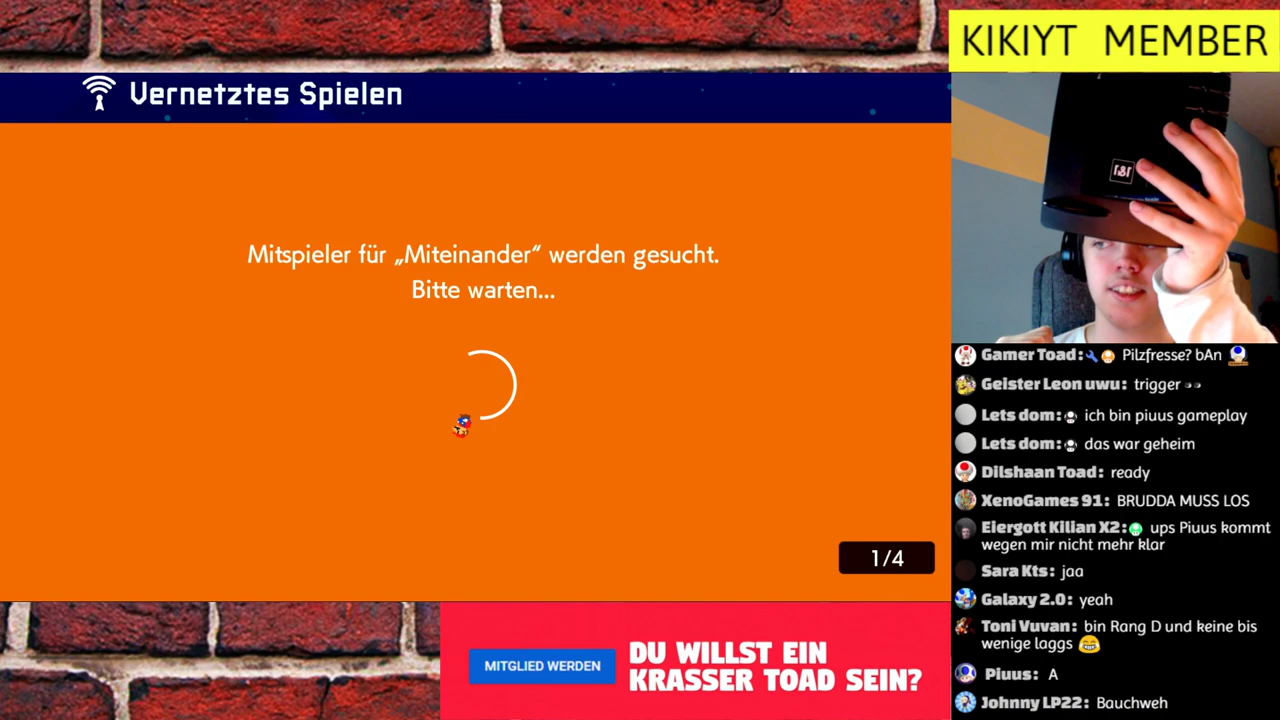 KIKIYT MEMBER
Vernetztes Spielen
Mitspieler für „Miteinander“ werden gesucht.
Bitte warten...
1/4
Gamer Toad: Pilzfresse? bAn
Geister Leon uwu: trigger
Lets dom: ich bin piuus gameplay
Lets dom: das war geheim
Dilshaan Toad: ready
XenoGames 91: BRUDDA MUSS LOS
Eiergott Kilian X2: ups Piuus kommt
wegen mir nicht mehr klar
Sara Kts: jaa
Galaxy 2.0: yeah
Toni Vuvan: bin Rang D und keine bis
wenige laggs
Piuus: A
Johnny LP22: Bauchweh
MITGLIED WERDEN
DU WILLST EIN
KRASSER TOAD SEIN?